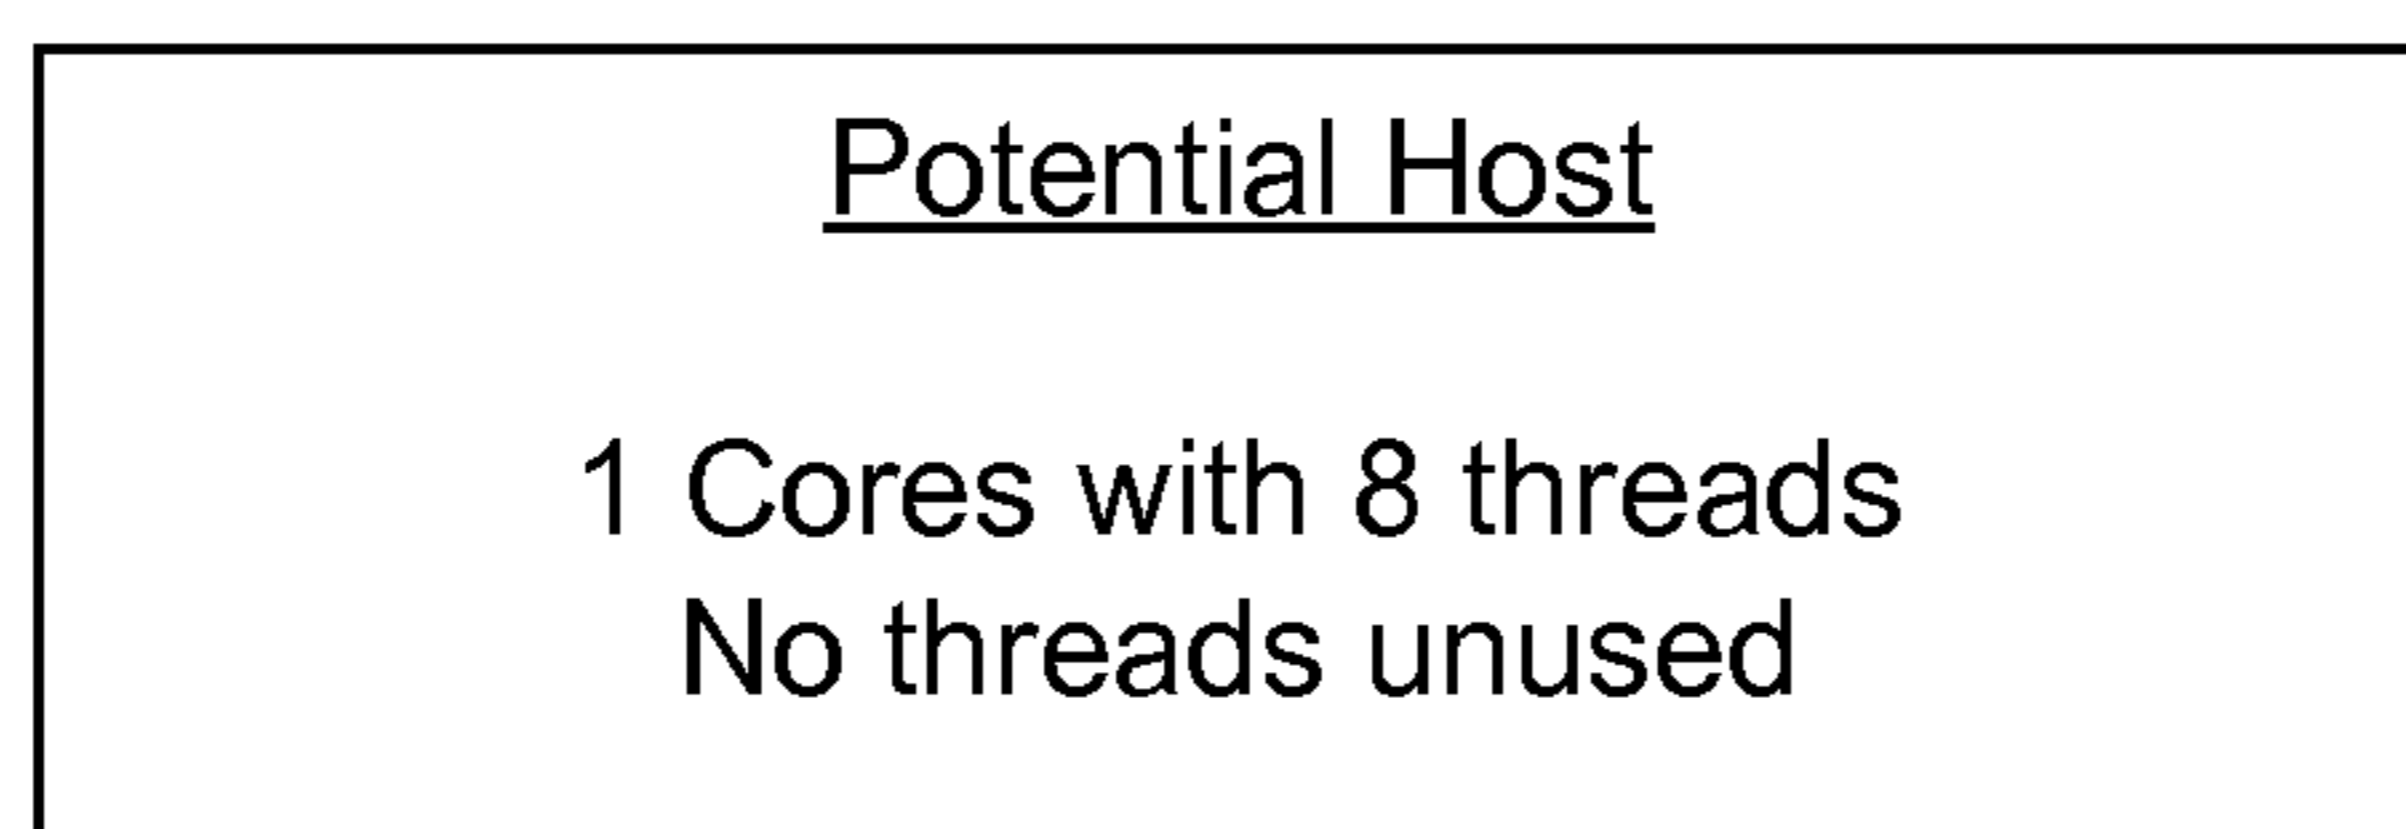 Potential Host
1 Cores with 8 threads
No threads unused